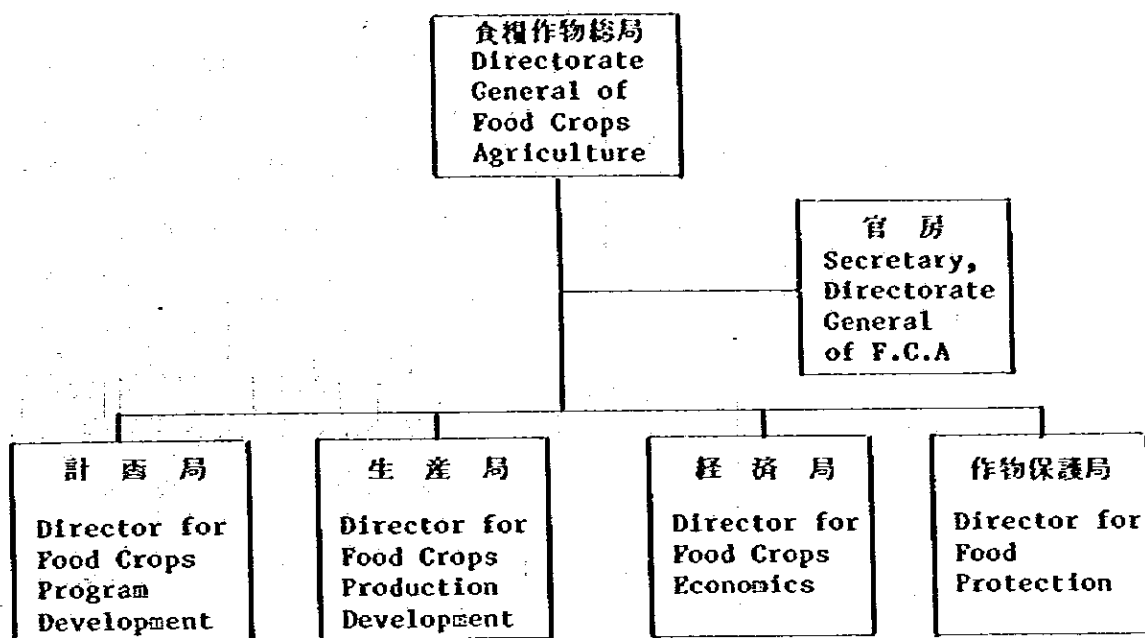 食糧作物総局
Directorate
General of
Food Crops
Agriculture
官房
Secretary,
Directorate
General
of F.C.A
計画局
Director for
Food Crops
Program
Development
生産局
Director for
Food Crops
Production
Development
経済局
Director for
Food Crops
Economics
作物保護局
Director for
Food
Protection